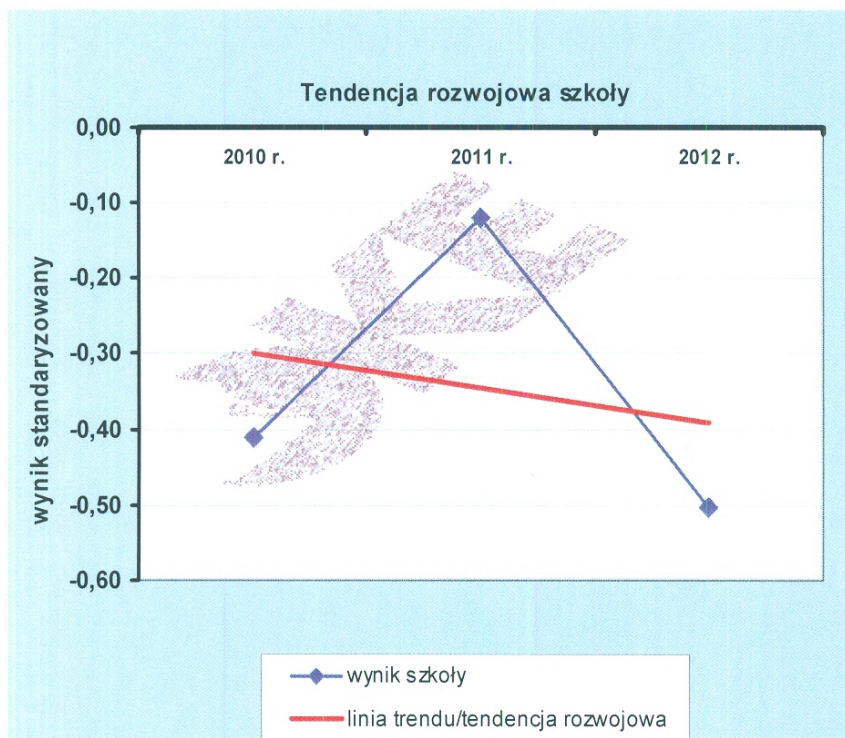 Tendencja rozwojowa szkoły
0,00
2010 r. 2011 r. 2012 r.
-0,10
-0,20
-0,30
-0,40
-0,50
-0,60
wynik standaryzowany
wynik szkoły
linia trendu/tendencja rozwojowa